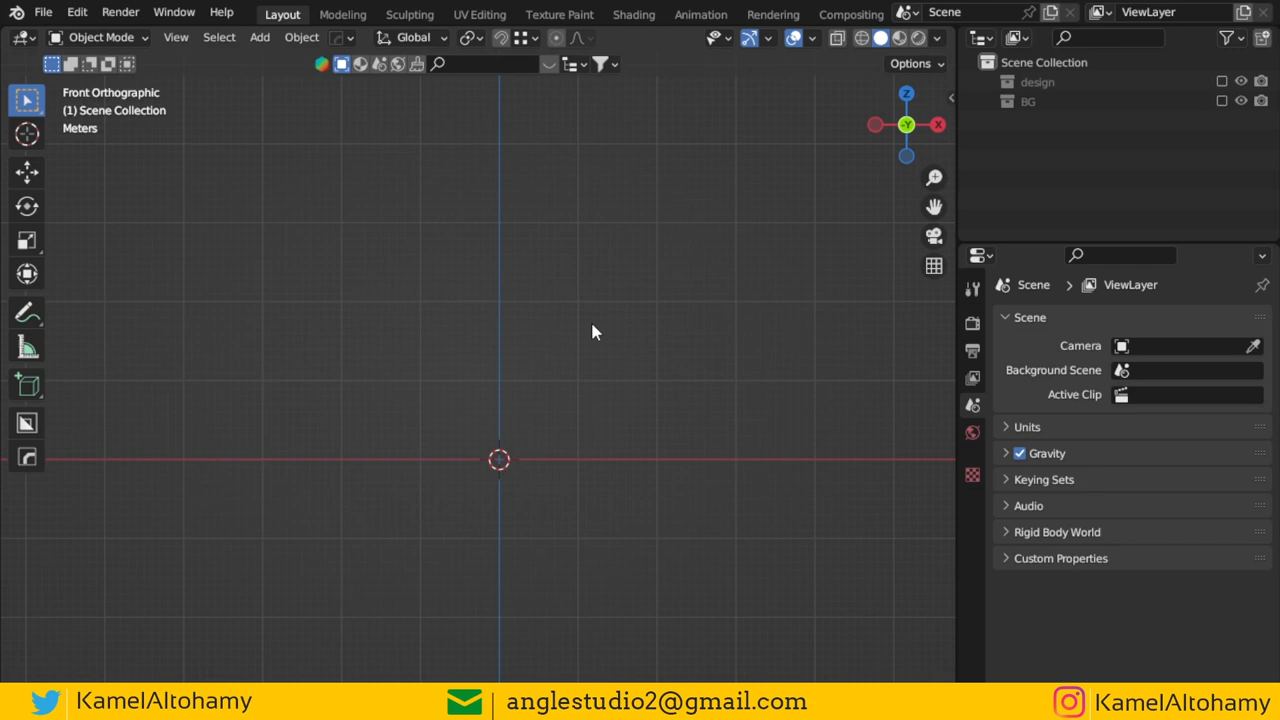 File Edit Render Window Help Layout Modeling Sculpting UV Editing Texture Paint Shading Animation Rendering Compositing Scene ViewLayer
Object Mode View Select Add Object Global
Options
Front Orthographic
(1) Scene Collection
Meters
Z
-Y
X
Scene Collection
design
BG
Scene ViewLayer
Scene
Camera
Background Scene
Active Clip
Units
Gravity
Keying Sets
Audio
Rigid Body World
Custom Properties
KamelAltohamy anglestudio2@gmail.com KamelAltohamy